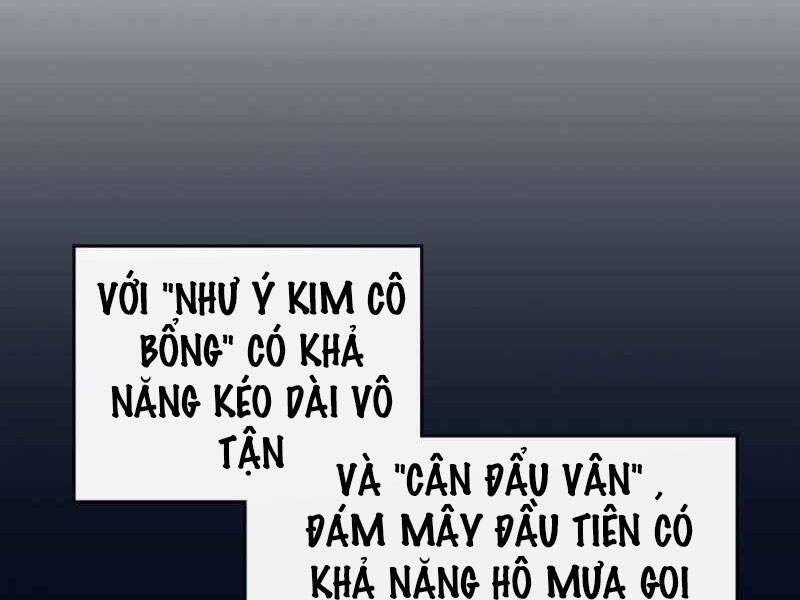 VỚI "NHƯ Ý KIM CÔ
BỔNG" CÓ KHẢ
NĂNG KÉO DÀI VÔ
TẬN
VÀ "CÂN ĐẨU VÂN" ,
ĐÁM MÂY ĐẦU TIÊN CÓ
KHẢ NĂNG HÔ MƯA GOI